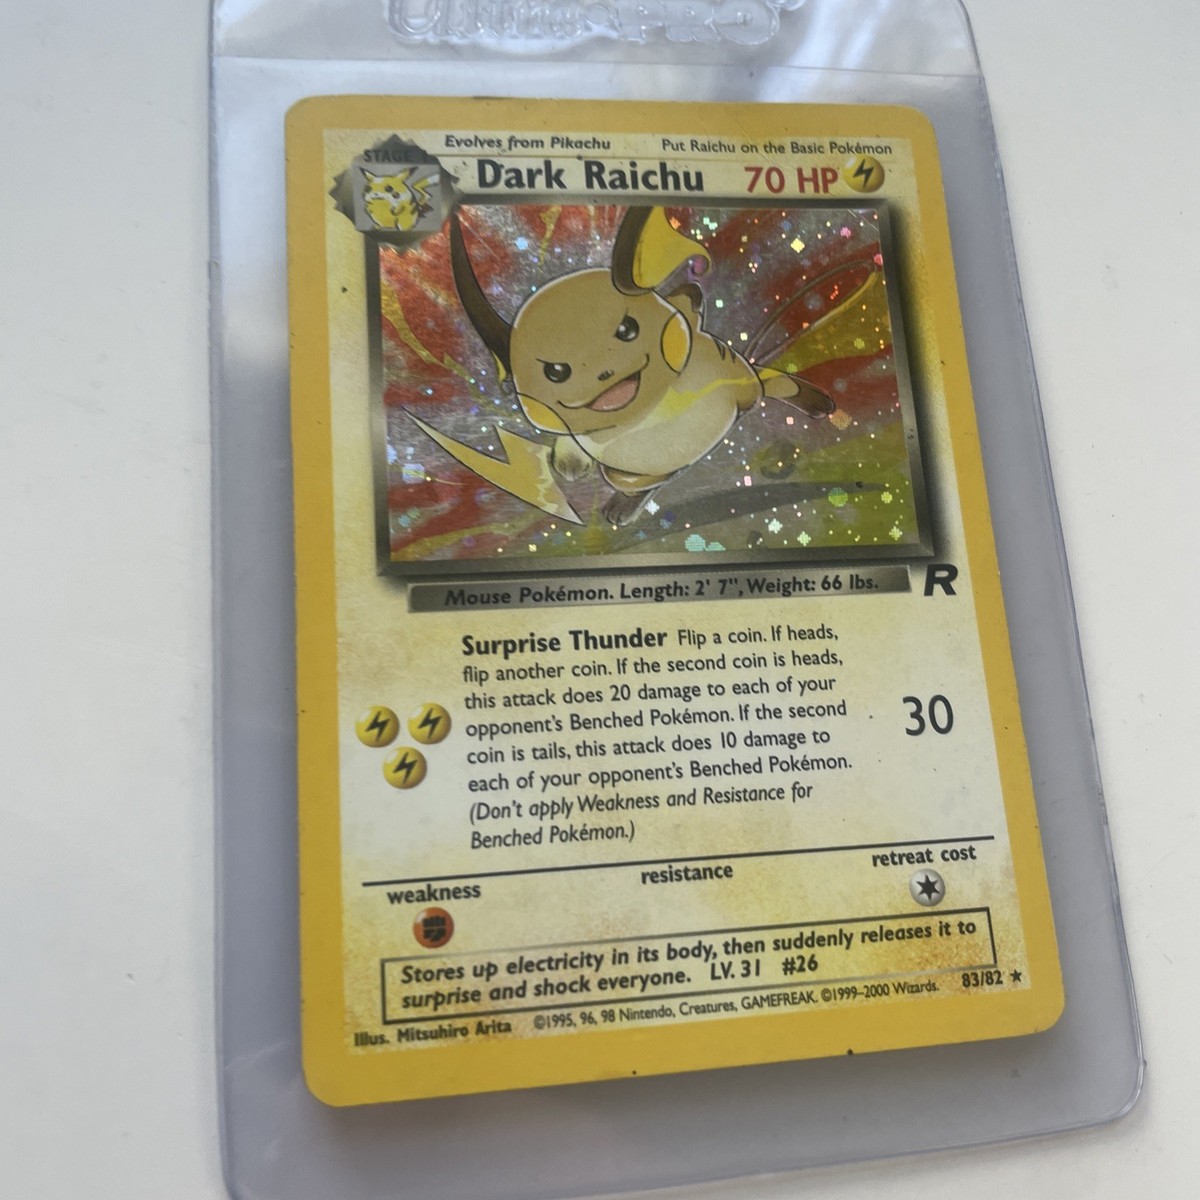 Ultra PRO
Evolves from Pikachu Put Raichu on the Basic Pokémon
STAGE 1
Dark Raichu 70 HP
Mouse Pokémon. Length: 2' 7", Weight: 66 lbs.
R
Surprise Thunder Flip a coin. If heads,
flip another coin. If the second coin is heads,
this attack does 20 damage to each of your
opponent's Benched Pokémon. If the second
coin is tails, this attack does 10 damage to
each of your opponent's Benched Pokémon.
(Don't apply Weakness and Resistance for
Benched Pokémon.)
30
weakness resistance retreat cost
Stores up electricity in its body, then suddenly releases it to
surprise and shock everyone. LV. 31 #26
Illus. Mitsuhiro Arita ©1995, 96, 98 Nintendo, Creatures, GAMEFREAK. ©1999–2000 Wizards. 83/82 ★